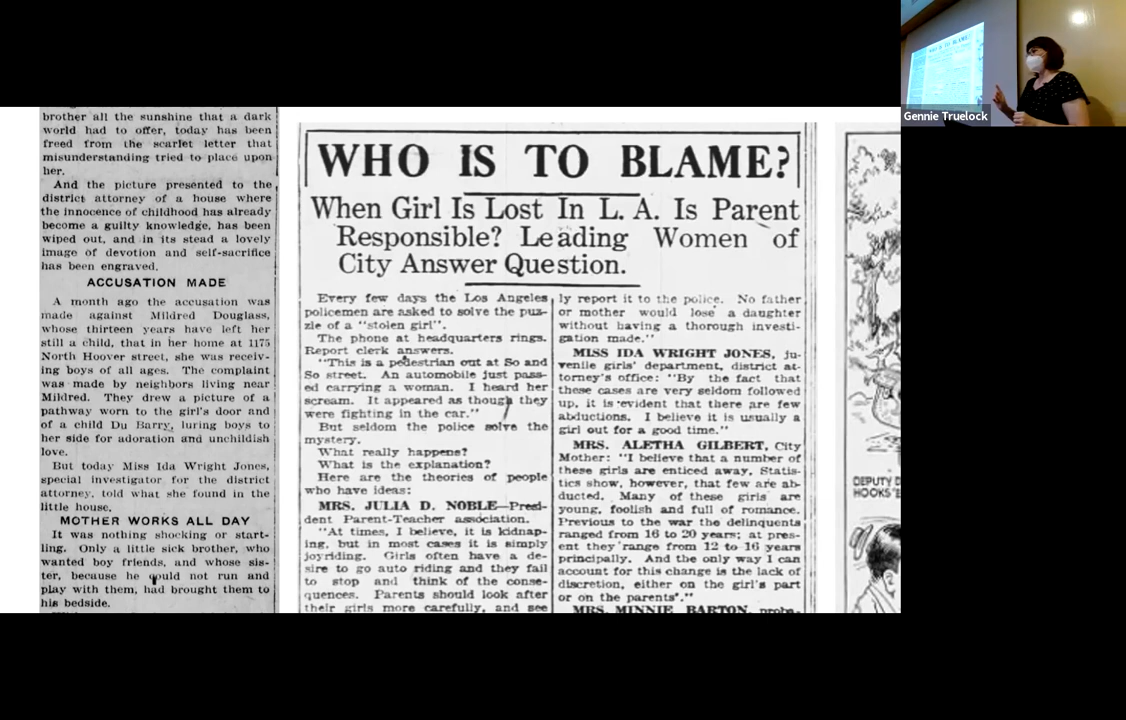 brother all the sunshine that a dark
world had to offer, today has been
freed from the scarlet letter that
misunderstanding tried to place upon
her.
And the picture presented to the
district attorney of a house where
the innocence of childhood has already
become a guilty knowledge, has been
wiped out, and in its stead a lovely
image of devotion and self-sacrifice
has been engraved.
ACCUSATION MADE
A month ago the accusation was
made against Mildred Douglass,
whose thirteen years have left her
still a child, that in her home at 1175
North Hoover street, she was receiv-
ing boys of all ages. The complaint
was made by neighbors living near
Mildred. They drew a picture of a
pathway worn to the girl's door and
of a child Du Barry, luring boys to
her side for adoration and unchildish
love.
But today Miss Ida Wright Jones,
special investigator for the district
attorney, told what she found in the
little house.
MOTHER WORKS ALL DAY
It was nothing shocking or start-
ling. Only a little sick brother, who
wanted boy friends, and whose sis-
ter, because he could not run and
play with them, had brought them to
his bedside.
WHO IS TO BLAME?
When Girl Is Lost In L. A. Is Parent
Responsible? Leading Women of
City Answer Question.
Every few days the Los Angeles
policemen are asked to solve the puz-
zle of a "stolen girl".
The phone at headquarters rings.
Report clerk answers.
"This is a pedestrian out at So and
So street. An automobile just pass-
ed carrying a woman. I heard her
scream. It appeared as though they
were fighting in the car."
But seldom the police solve the
mystery.
What really happens?
What is the explanation?
Here are the theories of people
who have ideas:
MRS. JULIA D. NOBLE—Presi-
dent Parent-Teacher association.
"At times, I believe, it is kidnap-
ing, but in most cases it is simply
joyriding. Girls often have a de-
sire to go auto riding and they fail
to stop and think of the conse-
quences. Parents should look after
their girls more carefully, and see
ly report it to the police. No father
or mother would lose a daughter
without having a thorough investi-
gation made."
MISS IDA WRIGHT JONES, ju-
venile girls' department, district at-
torney's office: "By the fact that
these cases are very seldom followed
up, it is evident that there are few
abductions. I believe it is usually a
girl out for a good time."
MRS. ALETHA GILBERT, City
Mother: "I believe that a number of
these girls are enticed away. Statis-
tics show, however, that few are ab-
ducted. Many of these girls are
young, foolish and full of romance.
Previous to the war the delinquents
ranged from 16 to 20 years; at pres-
ent they range from 12 to 16 years
principally. And the only way I can
account for this change is the lack of
discretion, either on the girl's part
or on the parents'."
MRS. MINNIE BARTON, proba-
DEPUTY D
HOOKS
Gennie Truelock
WHO IS TO BLAME?